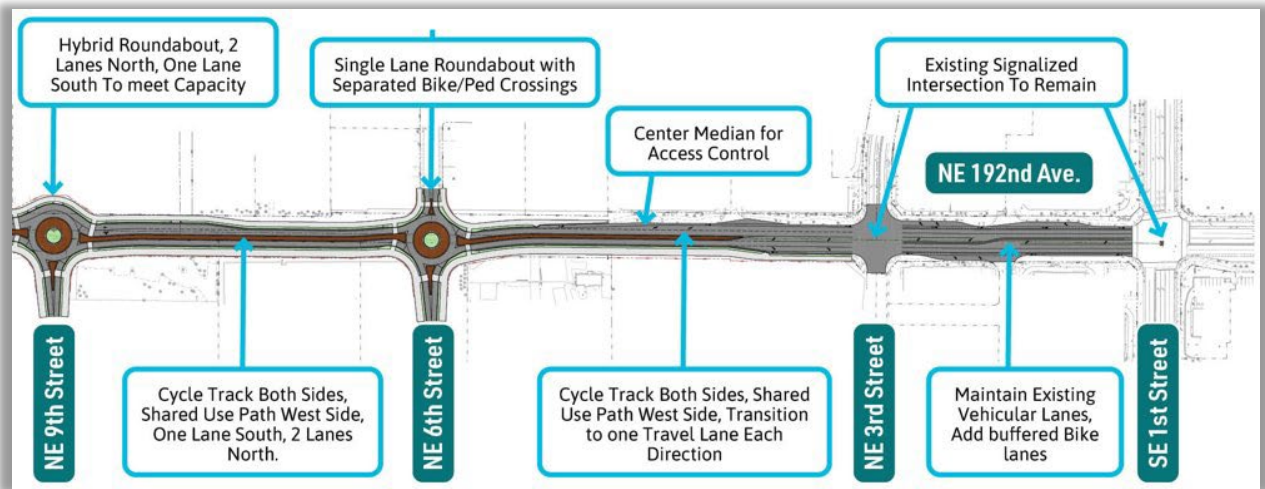 Hybrid Roundabout, 2
Lanes North, One Lane
South To meet Capacity
Single Lane Roundabout with
Separated Bike/Ped Crossings
Existing Signalized
Intersection To Remain
Center Median for
Access Control
NE 192nd Ave.
NE 9th Street
Cycle Track Both Sides,
Shared Use Path West Side,
One Lane South, 2 Lanes
North.
NE 6th Street
Cycle Track Both Sides, Shared
Use Path West Side, Transition
to one Travel Lane Each
Direction
NE 3rd Street
Maintain Existing
Vehicular Lanes,
Add buffered Bike
lanes
SE 1st Street